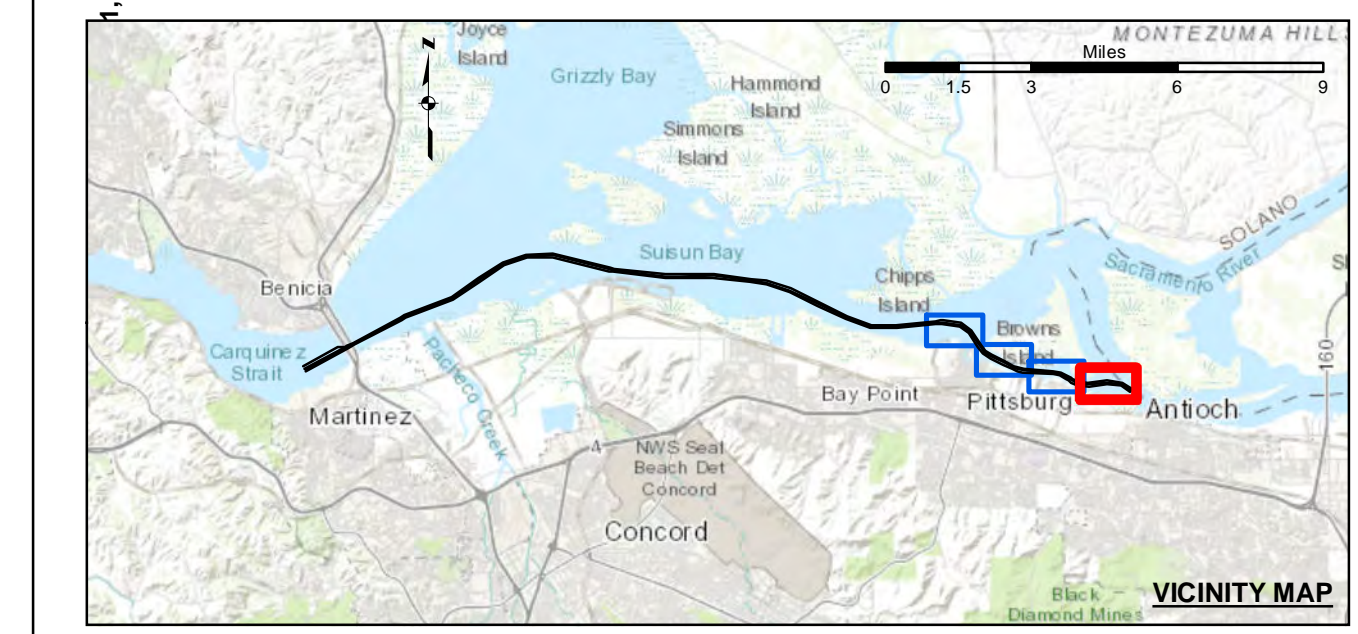 1,
Joyce
Island
N
MONTEZUMA HILLS
Miles
0 1.5 3 6 9
Grizzly Bay
Hammond
Island
Simmons
Island
SOLANO
Sacramento River
Suisun Bay
Chipps
Island
Benicia
Browns
Island
Carquinez
Strait
Pacheco Creek
160
Bay Point
Pittsburg
Antioch
Martinez
4
NWS Seal
Beach Det
Concord
Concord
Black
Diamond Mines
VICINITY MAP